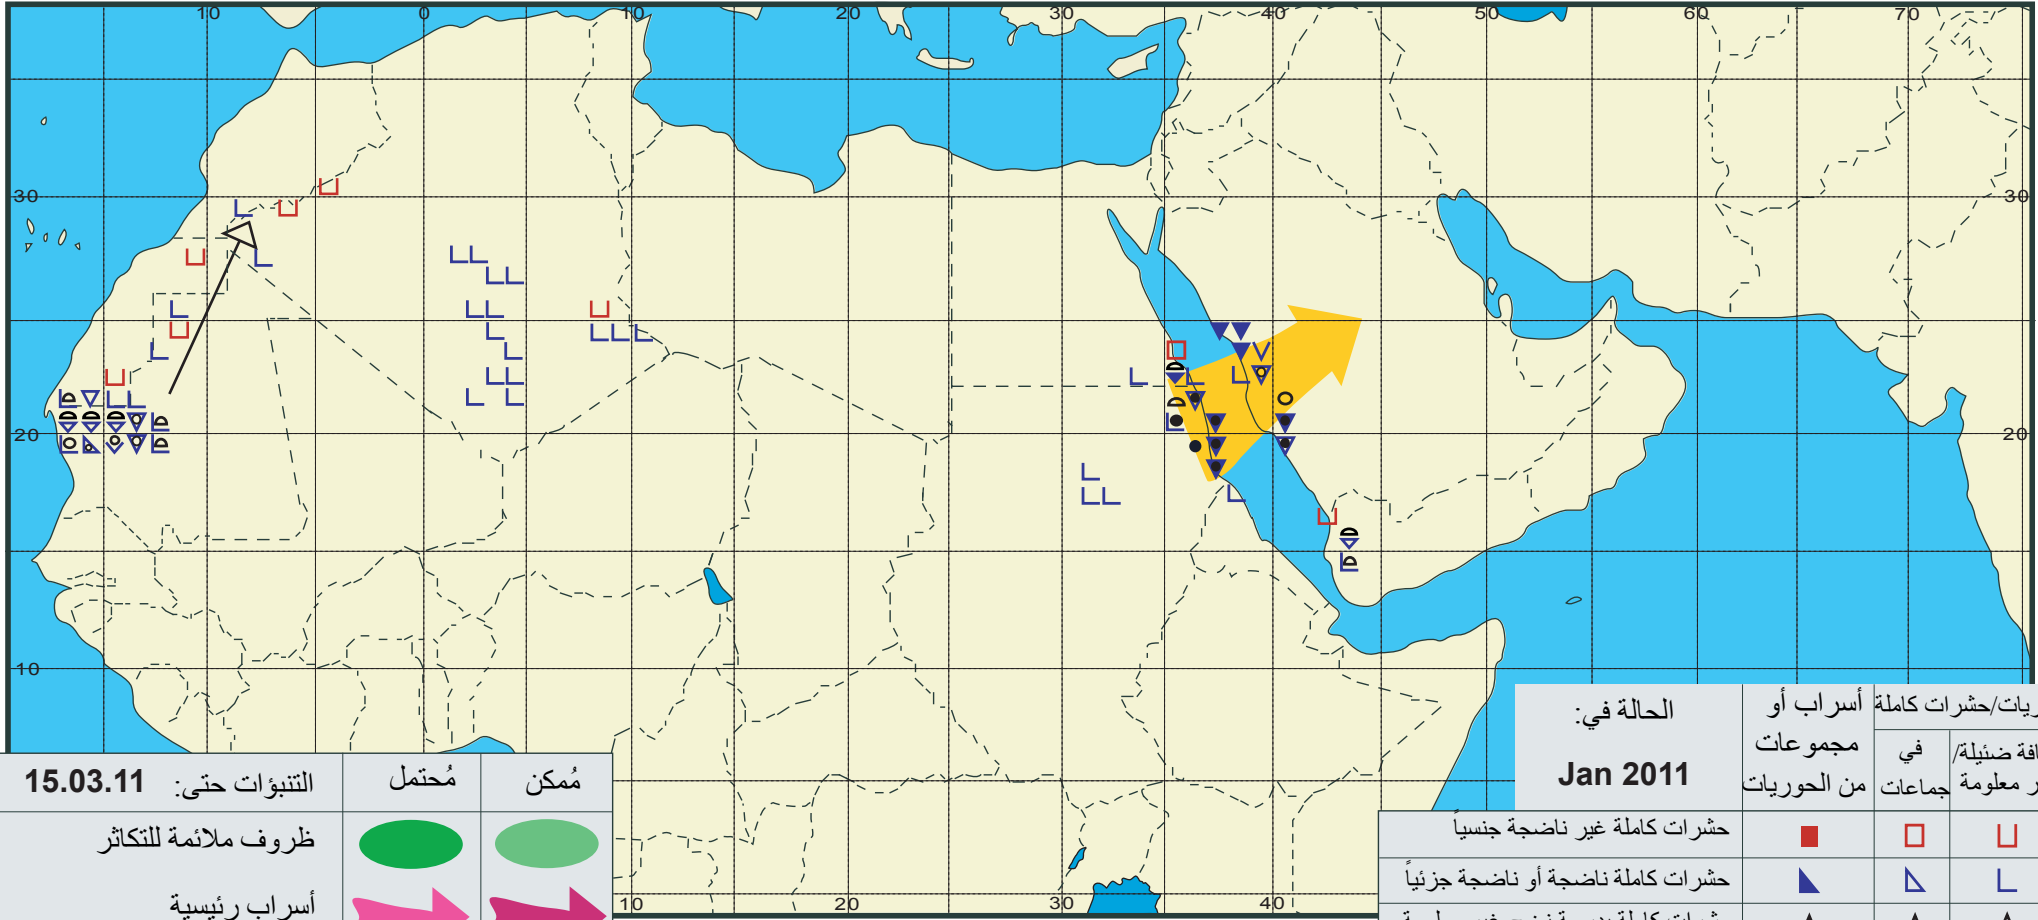 10 0 10 20 30 40 50 60 70
30 30
20 20
10
10 20 30 40
التنبؤات حتى: 15.03.11
مُحتمل
مُمكن
ظروف ملائمة للتكاثر
أسراب رئيسية
الحالة في:
Jan 2011
أسراب أو
مجموعات
من الحوريات
حشرات كاملة
في
جماعات
ضئيلة/
معلومة
حشرات كاملة غير ناضجة جنسياً
حشرات كاملة ناضجة أو ناضجة جزئياً